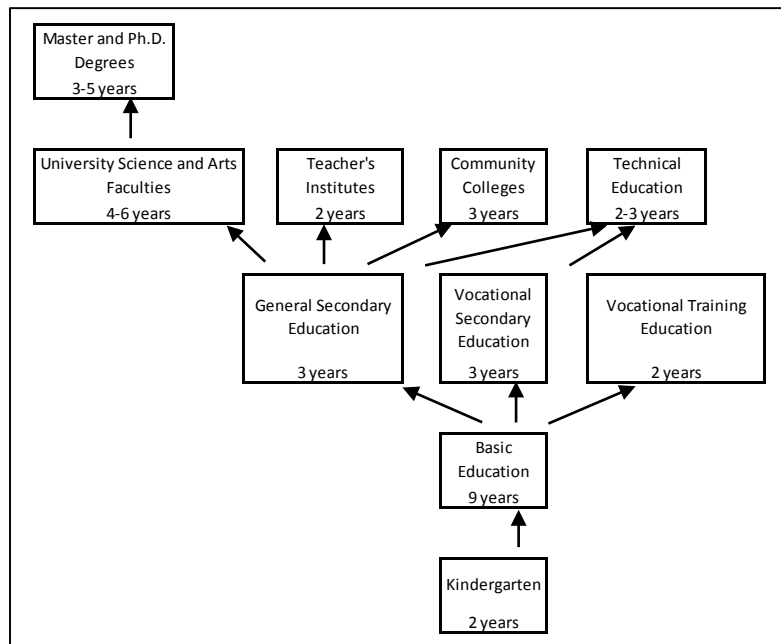 Master and Ph.D.
Degrees
3-5 years
University Science and Arts
Faculties
4-6 years
Teacher's
Institutes
2 years
Community
Colleges
3 years
Technical
Education
2-3 years
General Secondary
Education
3 years
Vocational
Secondary
Education
3 years
Vocational Training
Education
2 years
Basic
Education
9 years
Kindergarten
2 years